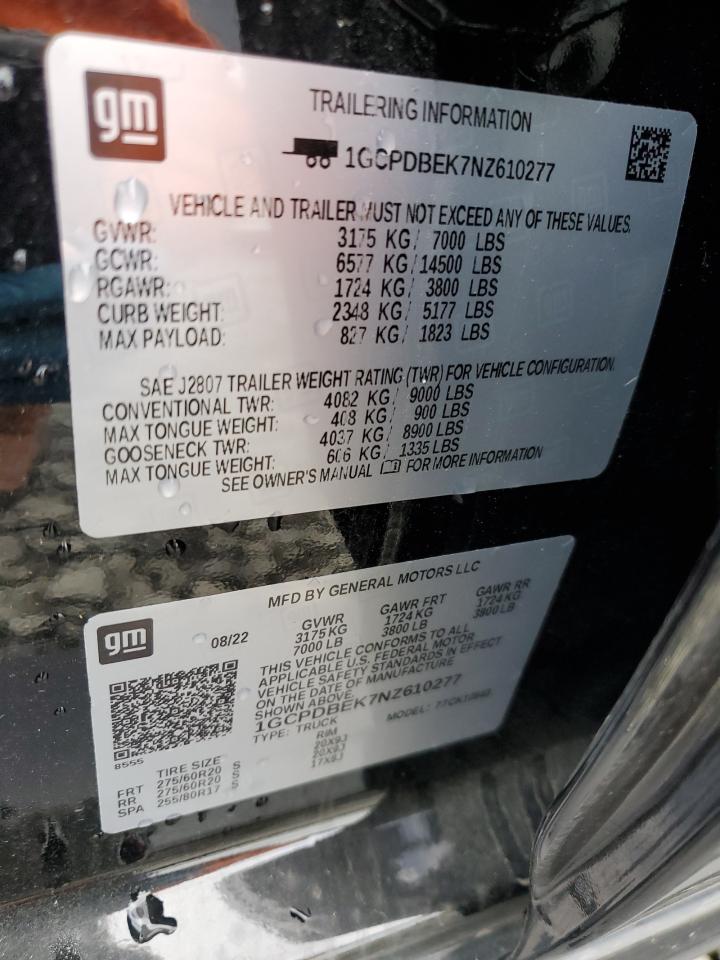 gm
TRAILERING INFORMATION
1GCPDBEK7NZ610277
VEHICLE AND TRAILER MUST NOT EXCEED ANY OF THESE VALUES.
GVWR: 3175 KG / 7000 LBS
GCWR: 6577 KG / 14500 LBS
RGAWR: 1724 KG / 3800 LBS
CURB WEIGHT: 2348 KG / 5177 LBS
MAX PAYLOAD: 827 KG / 1823 LBS
SAE J2807 TRAILER WEIGHT RATING (TWR) FOR VEHICLE CONFIGURATION.
CONVENTIONAL TWR: 4082 KG / 9000 LBS
MAX TONGUE WEIGHT: 408 KG / 900 LBS
GOOSENECK TWR: 4037 KG / 8900 LBS
MAX TONGUE WEIGHT: 606 KG / 1335 LBS
SEE OWNER'S MANUAL FOR MORE INFORMATION
gm
MFD BY GENERAL MOTORS LLC
08/22
GVWR GAWR FRT GAWR RR
3175 KG 1724 KG 1724 KG
7000 LB 3800 LB 3800 LB
THIS VEHICLE CONFORMS TO ALL
APPLICABLE U.S. FEDERAL MOTOR
VEHICLE SAFETY STANDARDS IN EFFECT
ON THE DATE OF MANUFACTURE
SHOWN ABOVE.
1GCPDBEK7NZ610277
TYPE: TRUCK MODEL:
8555
TIRE SIZE RIM
FRT 275/60R20 S 20X9J
RR 275/60R20 S 20X9J
SPA 255/80R17 S 17X8J